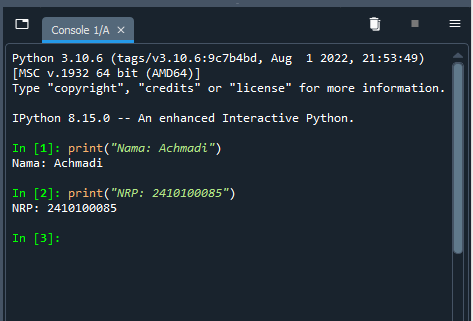 Console 1/A
Python 3.10.6 (tags/v3.10.6:9c7b4bd, Aug  1 2022, 21:53:49)
[MSC v.1932 64 bit (AMD64)]
Type "copyright", "credits" or "license" for more information.
IPython 8.15.0 -- An enhanced Interactive Python.
In [1]: print("Nama: Achmadi")
Nama: Achmadi
In [2]: print("NRP: 2410100085")
NRP: 2410100085
In [3]: